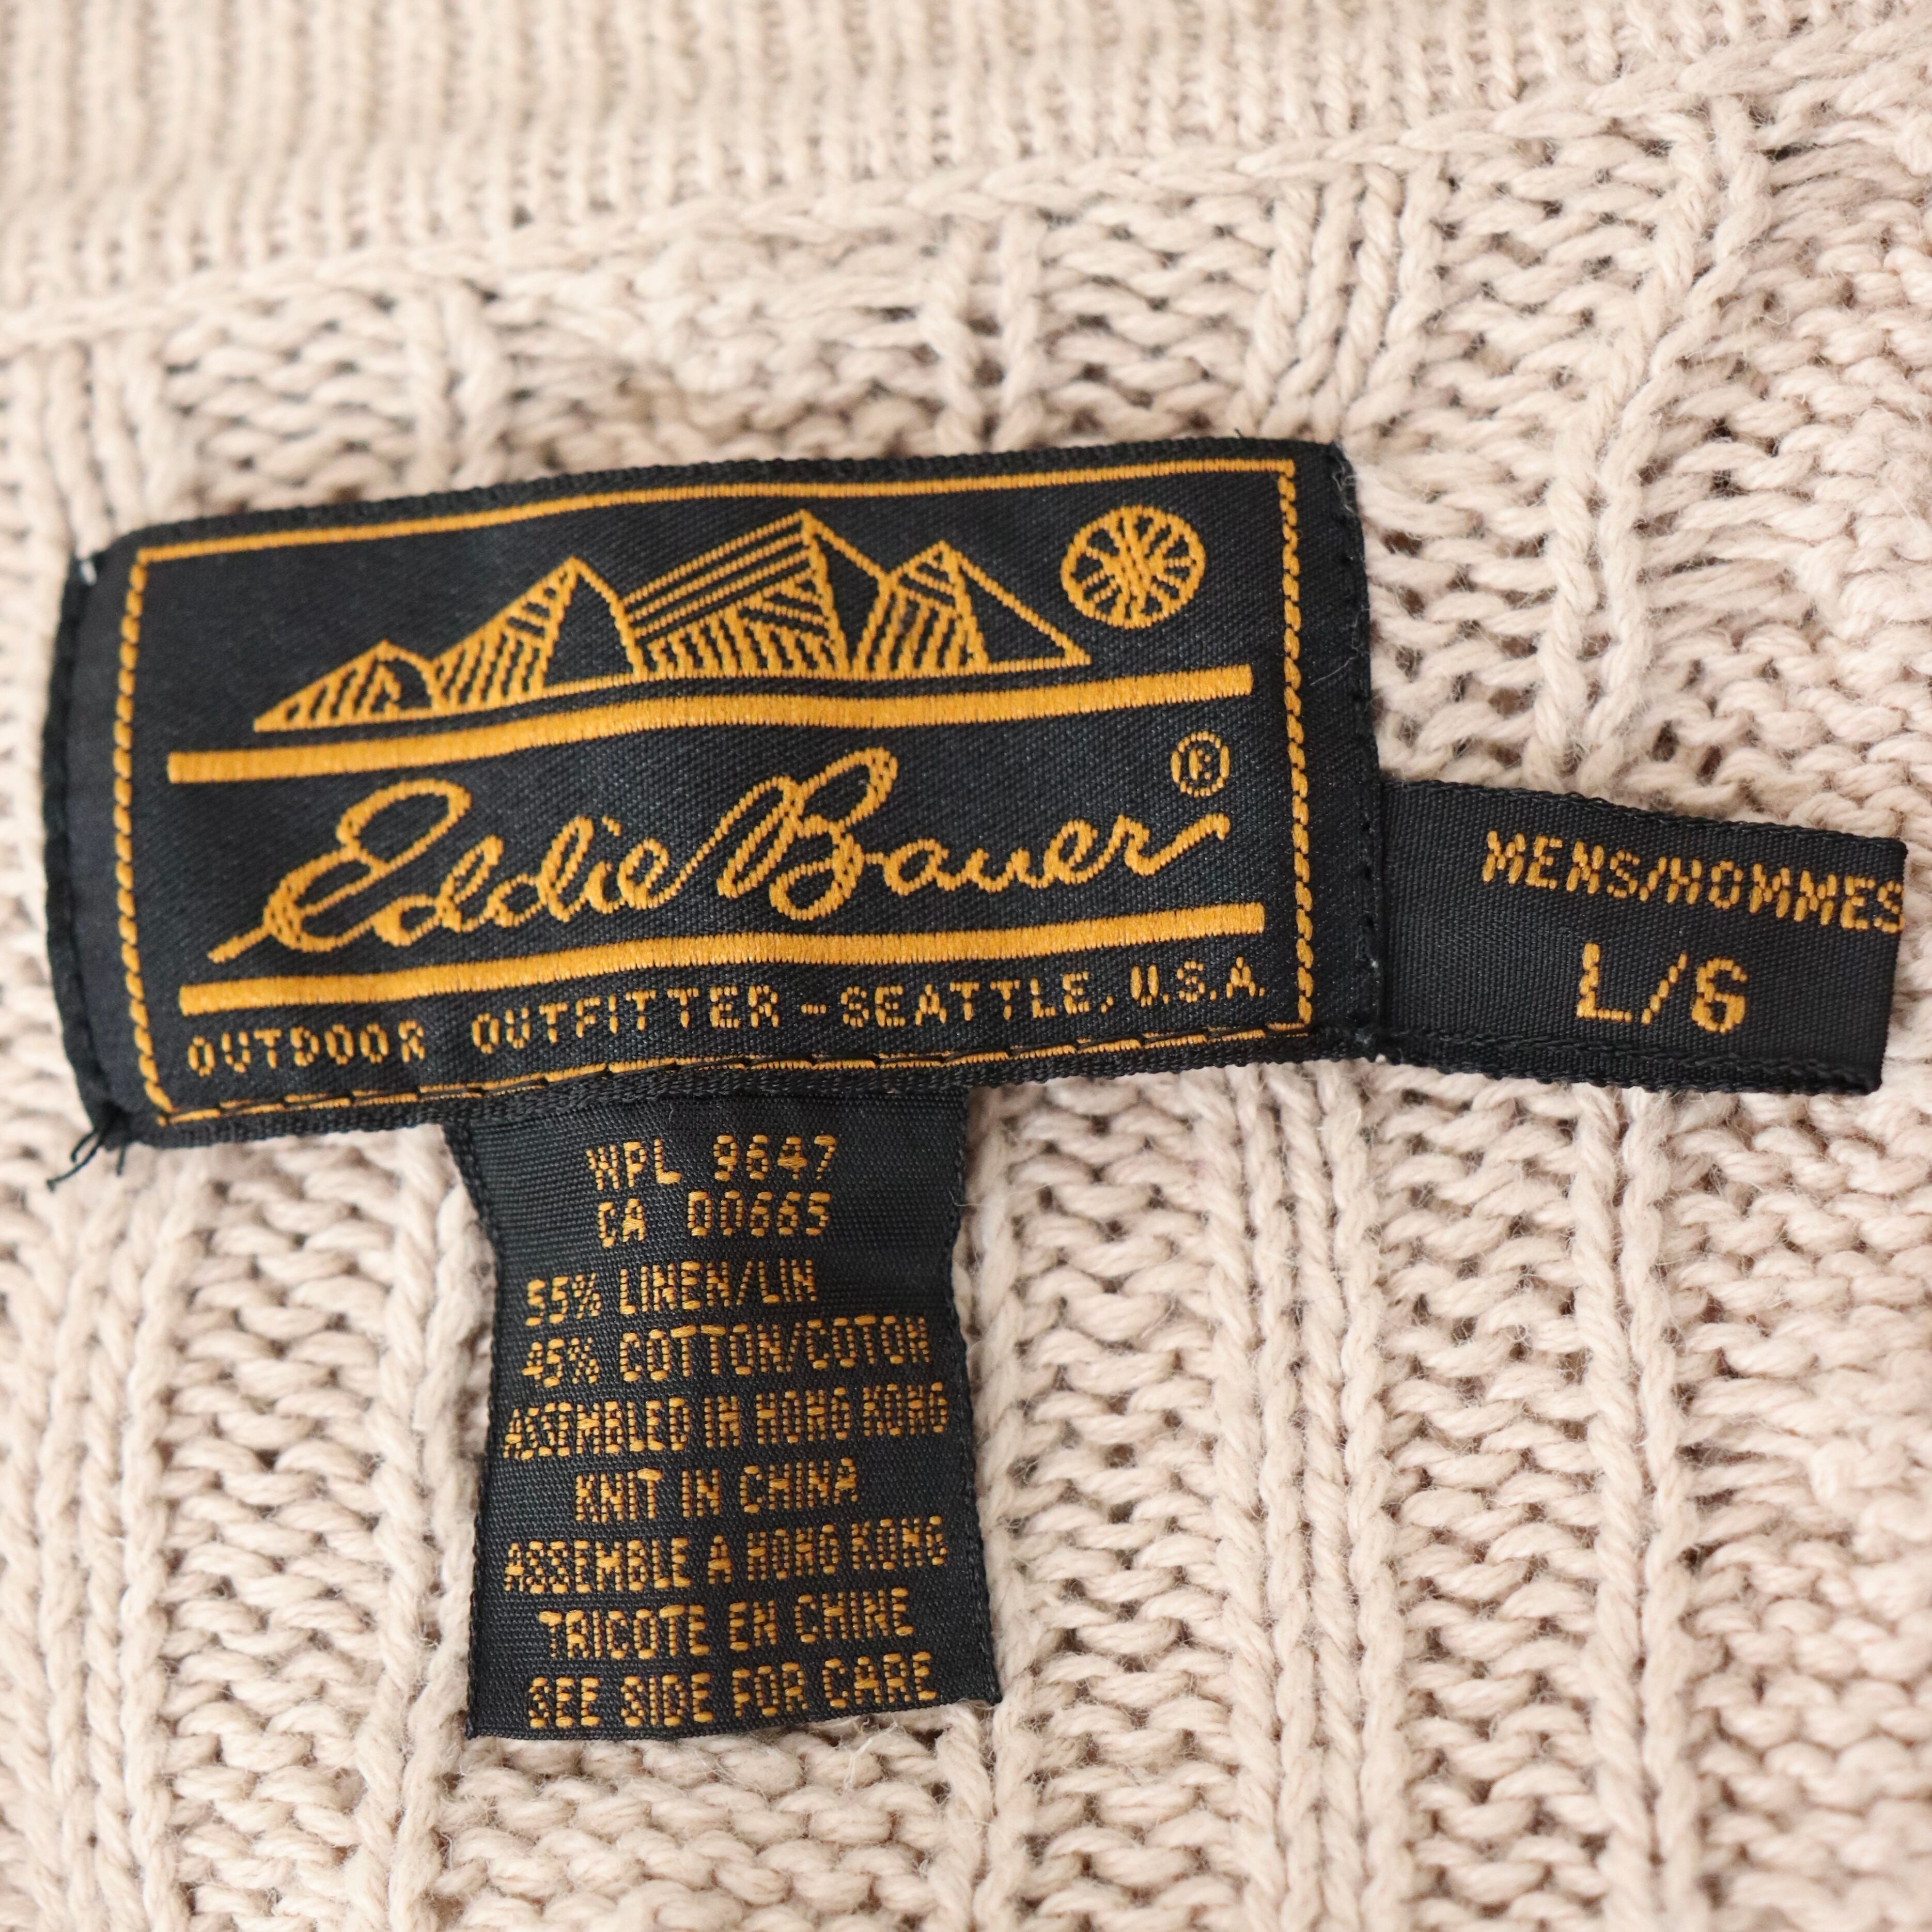 Eddie Bauer ®
OUTDOOR OUTFITTER - SEATTLE, U.S.A.
MENS/HOMMES
L/G
WPL 9647
CA 00665
55% LINEN/LIN
45% COTTON/COTON
ASSEMBLED IN HONG KONG
KNIT IN CHINA
ASSEMBLE A HONG KONG
TRICOTE EN CHINE
SEE SIDE FOR CARE